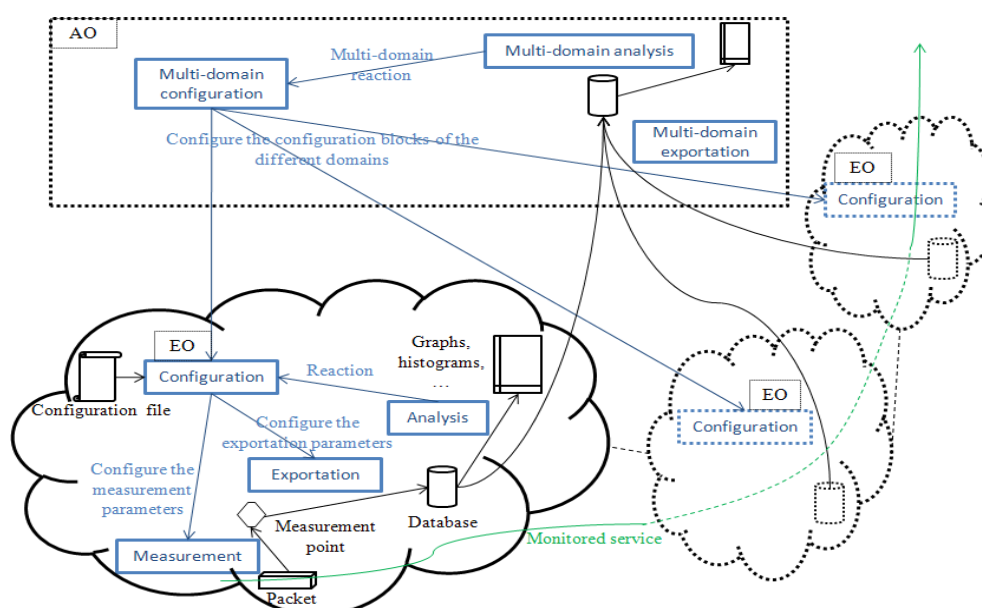 AO
Multi-domain analysis
Multi-domain
reaction
Multi-domain
configuration
Configure the configuration blocks of the
different domains
Multi-domain
exportation
EO
Configuration
EO
Configuration
Configuration file
Reaction
Graphs,
histograms,
...
Analysis
Configure the
exportation parameters
Exportation
Configure the
measurement
parameters
Measurement
Measurement
point
Database
Packet
EO
Configuration
Monitored service